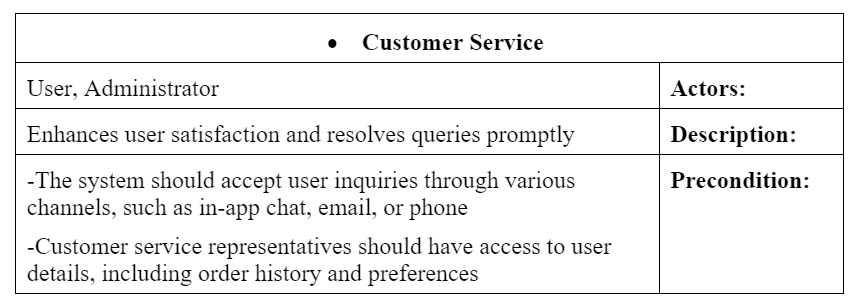 • Customer Service
User, Administrator
Actors:
Enhances user satisfaction and resolves queries promptly
Description:
-The system should accept user inquiries through various
channels, such as in-app chat, email, or phone
-Customer service representatives should have access to user
details, including order history and preferences
Precondition: